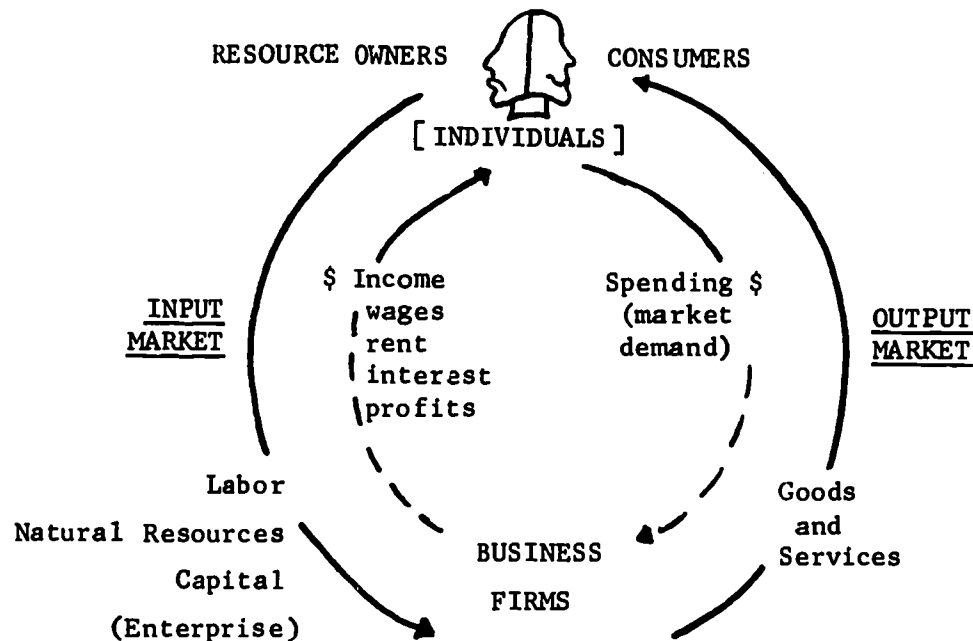 RESOURCE OWNERS
CONSUMERS
[ INDIVIDUALS ]
$ Income
wages
rent
interest
profits
Spending $
(market
demand)
INPUT
MARKET
OUTPUT
MARKET
Labor
Natural Resources
Capital
(Enterprise)
BUSINESS
FIRMS
Goods
and
Services